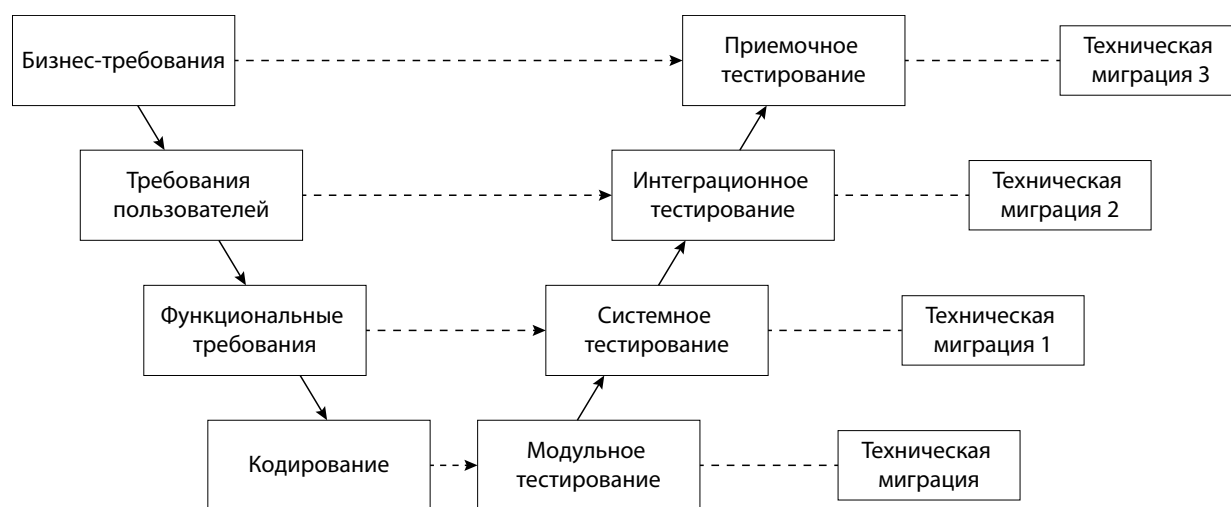 Бизнес-требования
Приемочное
тестирование
Техническая
миграция 3
Требования
пользователей
Интеграционное
тестирование
Техническая
миграция 2
Функциональные
требования
Системное
тестирование
Техническая
миграция 1
Кодирование
Модульное
тестирование
Техническая
миграция